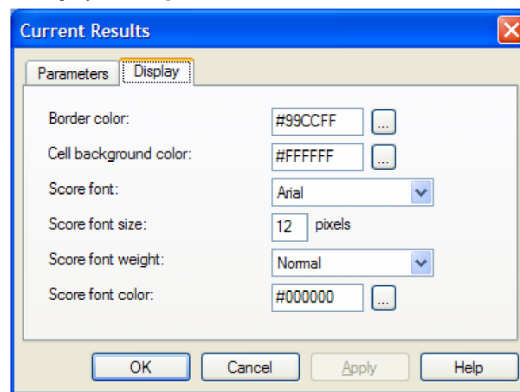 Current Results
Parameters Display
Border color: #99CCFF ...
Cell background color: #FFFFFF ...
Score font: Arial
Score font size: 12 pixels
Score font weight: Normal
Score font color: #000000 ...
OK Cancel Apply Help